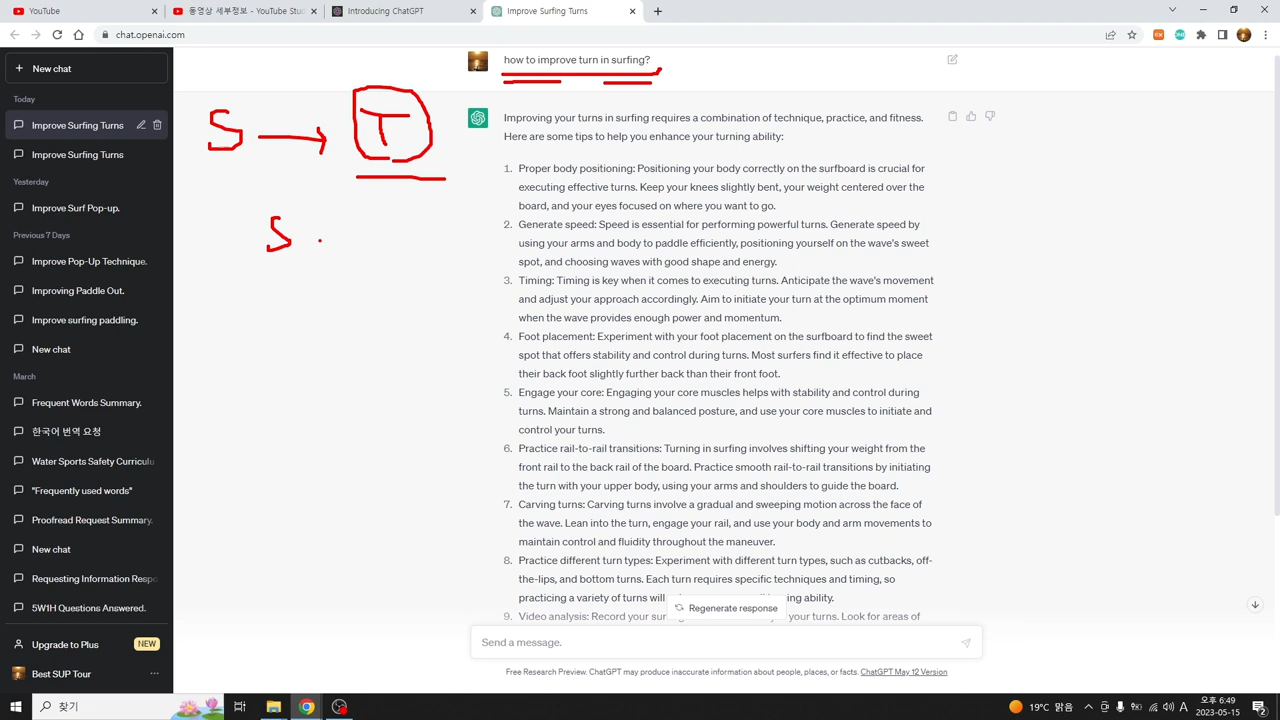 YouTube
동영상 세부정보 - YouTube S
Introducing ChatGPT
Improve Surfing Turns
chat.openai.com
New chat
Today
Improve Surfing Turns
Improve Surfing Turns
Yesterday
Improve Surf Pop-up.
Previous 7 Days
Improve Pop-Up Technique.
Improving Paddle Out.
Improve surfing paddling.
New chat
March
Frequent Words Summary.
한국어 번역 요청
Water Sports Safety Curriculu
"Frequently used words"
Proofread Request Summary.
New chat
Requesting Information Respo
5W1H Questions Answered.
Upgrade to Plus NEW
Best SUP Tour
S → T
S
how to improve turn in surfing?
Improving your turns in surfing requires a combination of technique, practice, and fitness.
Here are some tips to help you enhance your turning ability:
1. Proper body positioning: Positioning your body correctly on the surfboard is crucial for
executing effective turns. Keep your knees slightly bent, your weight centered over the
board, and your eyes focused on where you want to go.
2. Generate speed: Speed is essential for performing powerful turns. Generate speed by
using your arms and body to paddle efficiently, positioning yourself on the wave's sweet
spot, and choosing waves with good shape and energy.
3. Timing: Timing is key when it comes to executing turns. Anticipate the wave's movement
and adjust your approach accordingly. Aim to initiate your turn at the optimum moment
when the wave provides enough power and momentum.
4. Foot placement: Experiment with your foot placement on the surfboard to find the sweet
spot that offers stability and control during turns. Most surfers find it effective to place
their back foot slightly further back than their front foot.
5. Engage your core: Engaging your core muscles helps with stability and control during
turns. Maintain a strong and balanced posture, and use your core muscles to initiate and
control your turns.
6. Practice rail-to-rail transitions: Turning in surfing involves shifting your weight from the
front rail to the back rail of the board. Practice smooth rail-to-rail transitions by initiating
the turn with your upper body, using your arms and shoulders to guide the board.
7. Carving turns: Carving turns involve a gradual and sweeping motion across the face of
the wave. Lean into the turn, engage your rail, and use your body and arm movements to
maintain control and fluidity throughout the maneuver.
8. Practice different turn types: Experiment with different turn types, such as cutbacks, off-
the-lips, and bottom turns. Each turn requires specific techniques and timing, so
practicing a variety of turns will ability.
Regenerate response
9. Video analysis: Record your your turns. Look for areas of
Send a message.
Free Research Preview. ChatGPT may produce inaccurate information about people, places, or facts. ChatGPT May 12 Version
찾기
19°C 맑음
A
오후 6:49
2023-05-15
2